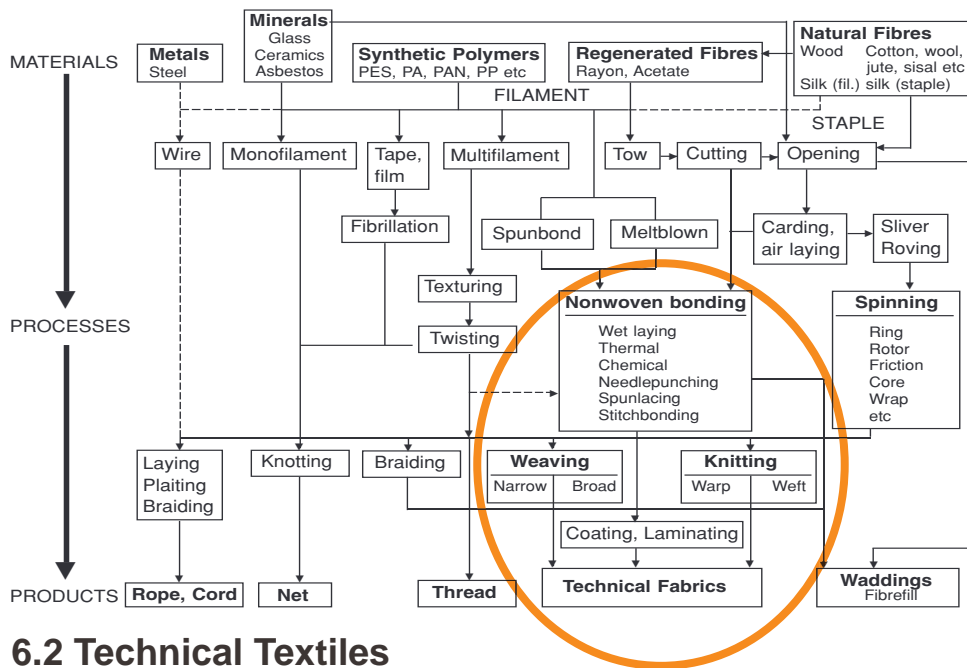 MATERIALS
Metals
Steel
Minerals
Glass
Ceramics
Asbestos
Synthetic Polymers
PES, PA, PAN, PP etc
Regenerated Fibres
Rayon, Acetate
Natural Fibres
Wood Cotton, wool,
jute, sisal etc
Silk (fil.) silk (staple)
FILAMENT
STAPLE
Wire
Monofilament
Tape,
film
Multifilament
Tow
Cutting
Opening
Fibrillation
Spunbond
Meltblown
Carding,
air laying
Sliver
Roving
Texturing
PROCESSES
Twisting
Nonwoven bonding
Wet laying
Thermal
Chemical
Needlepunching
Spunlacing
Stitchbonding
Spinning
Ring
Rotor
Friction
Core
Wrap
etc
Laying
Plaiting
Braiding
Knotting
Braiding
Weaving
Narrow Broad
Knitting
Warp Weft
Coating, Laminating
PRODUCTS
Rope, Cord
Net
Thread
Technical Fabrics
Waddings
Fibrefill
6.2 Technical Textiles